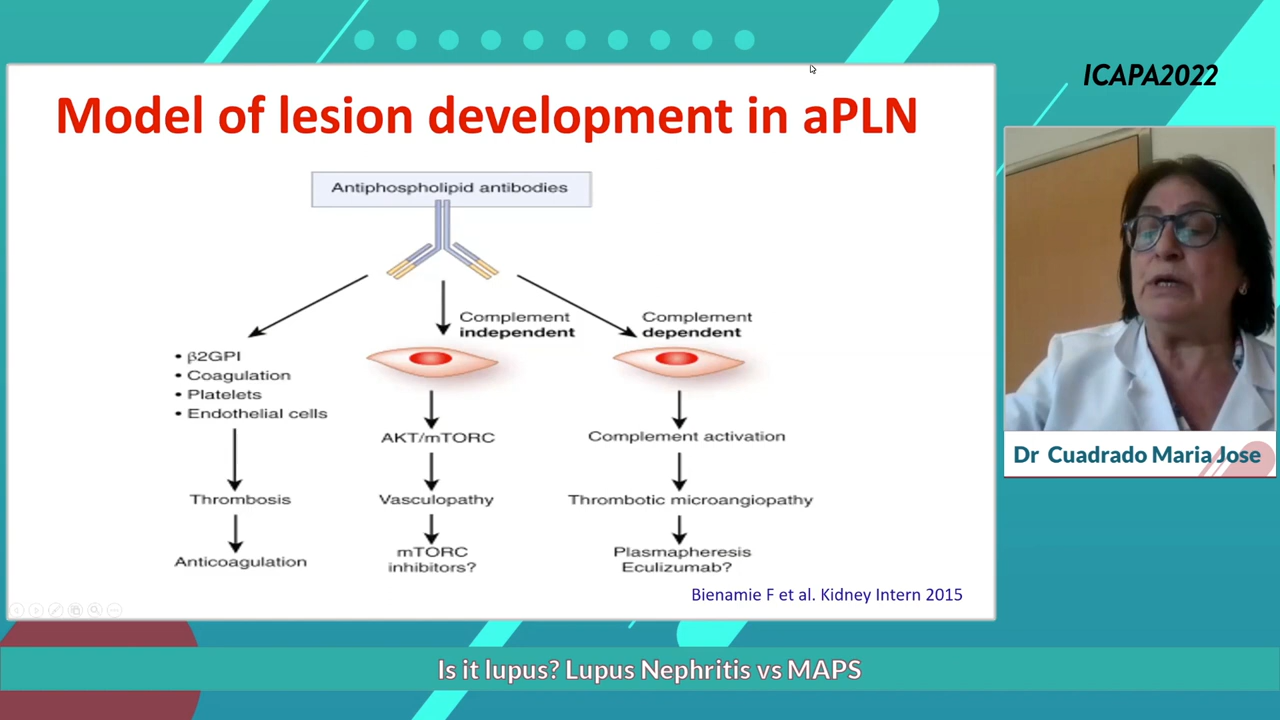 ICAPA2022
Model of lesion development in aPLN
Antiphospholipid antibodies
Complement
independent
Complement
dependent
• β2GPI
• Coagulation
• Platelets
• Endothelial cells
Thrombosis
Anticoagulation
AKT/mTORC
Vasculopathy
mTORC
inhibitors?
Complement activation
Thrombotic microangiopathy
Plasmapheresis
Eculizumab?
Bienamie F et al. Kidney Intern 2015
Dr Cuadrado Maria Jose
Is it lupus? Lupus Nephritis vs MAPS